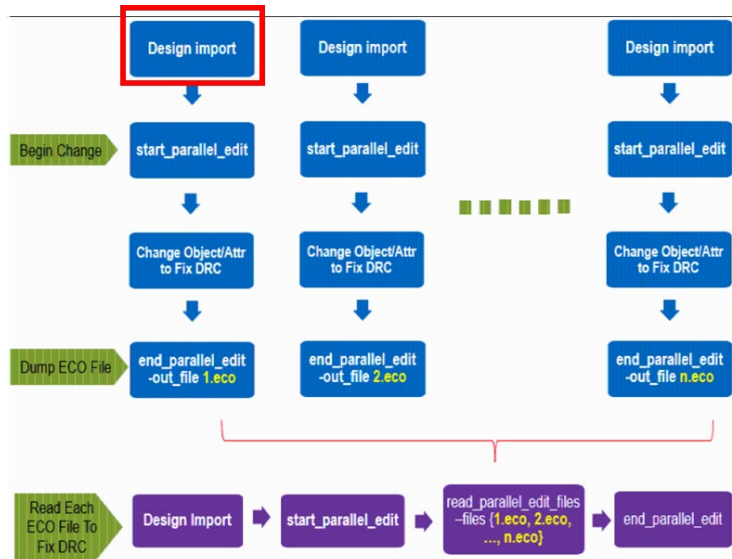 Design import
Design import
Design import
Begin Change
start_parallel_edit
start_parallel_edit
start_parallel_edit
Change Object/Attr
to Fix DRC
Change Object/Attr
to Fix DRC
Change Object/Attr
to Fix DRC
Dump ECO File
end_parallel_edit
-out_file 1.eco
end_parallel_edit
-out_file 2.eco
end_parallel_edit
-out_file n.eco
Read Each
ECO File To
Fix DRC
Design Import
start_parallel_edit
read_parallel_edit_files
–files {1.eco, 2.eco,
..., n.eco}
end_parallel_edit